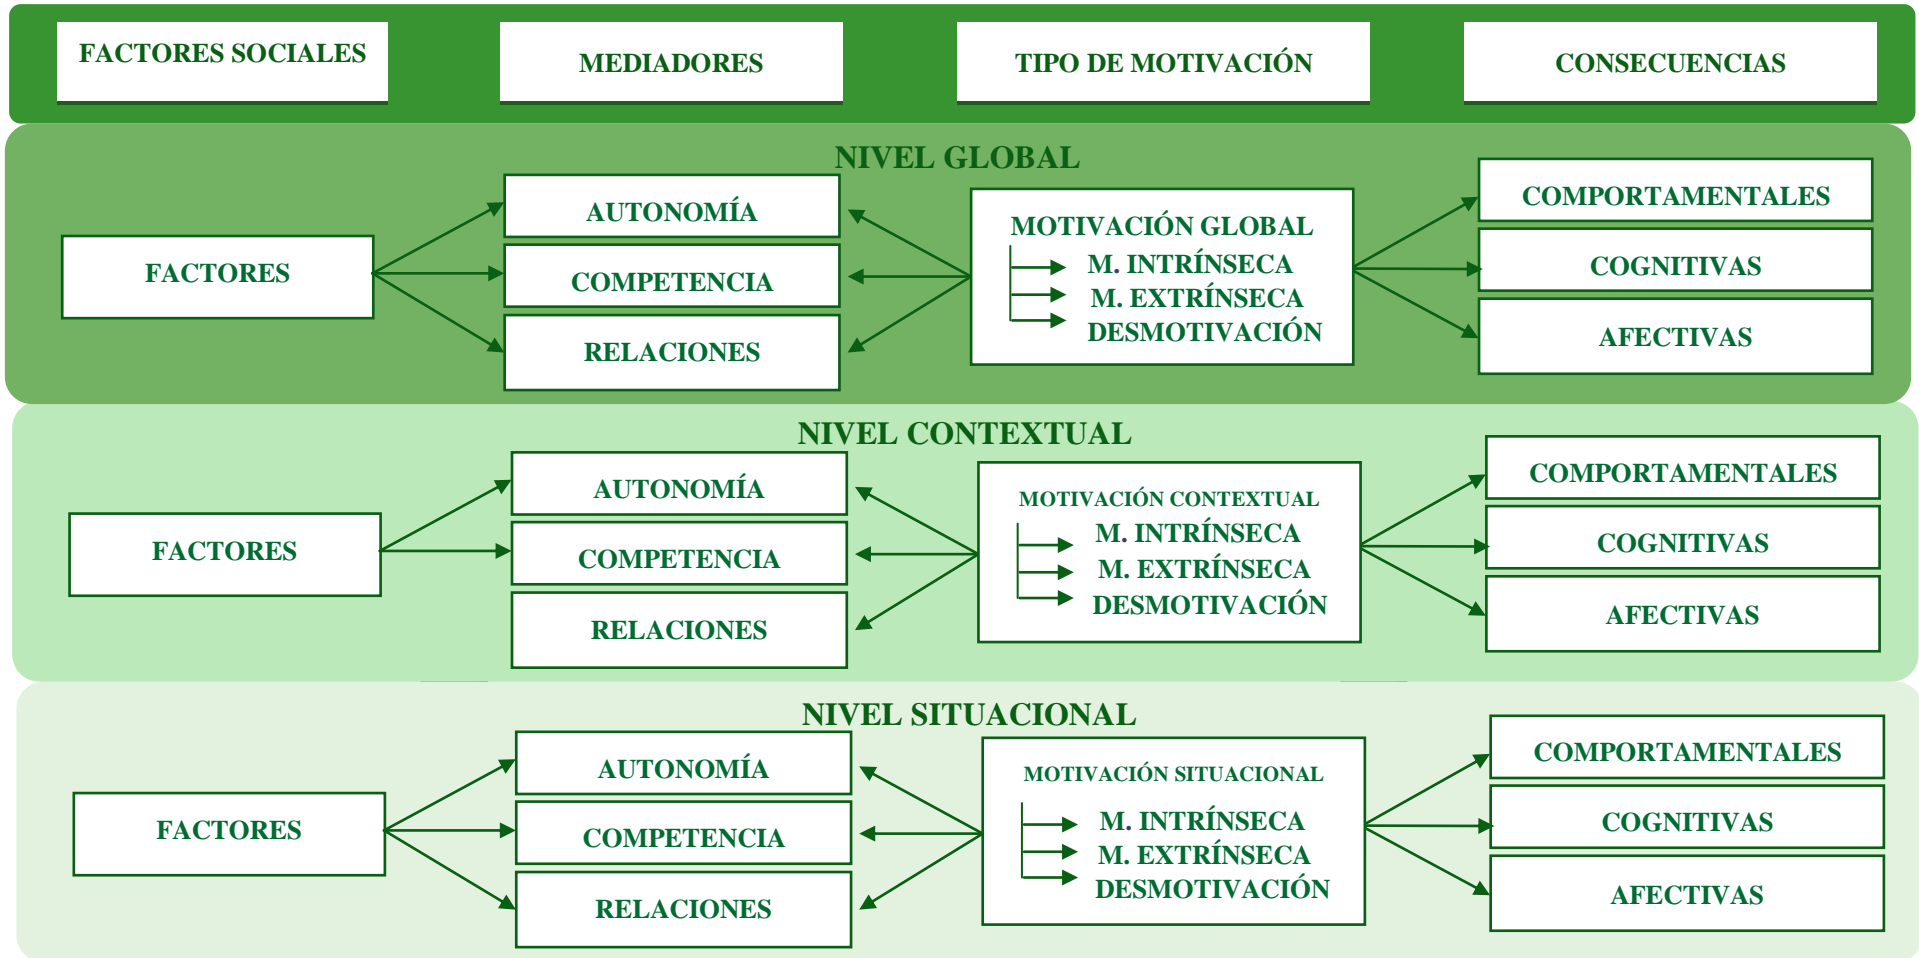 FACTORES SOCIALES
MEDIADORES
TIPO DE MOTIVACIÓN
CONSECUENCIAS
NIVEL GLOBAL
FACTORES
AUTONOMÍA
COMPETENCIA
RELACIONES
MOTIVACIÓN GLOBAL
M. INTRÍNSECA
M. EXTRÍNSECA
DESMOTIVACIÓN
COMPORTAMENTALES
COGNITIVAS
AFECTIVAS
NIVEL CONTEXTUAL
FACTORES
AUTONOMÍA
COMPETENCIA
RELACIONES
MOTIVACIÓN CONTEXTUAL
M. INTRÍNSECA
M. EXTRÍNSECA
DESMOTIVACIÓN
COMPORTAMENTALES
COGNITIVAS
AFECTIVAS
NIVEL SITUACIONAL
FACTORES
AUTONOMÍA
COMPETENCIA
RELACIONES
MOTIVACIÓN SITUACIONAL
M. INTRÍNSECA
M. EXTRÍNSECA
DESMOTIVACIÓN
COMPORTAMENTALES
COGNITIVAS
AFECTIVAS